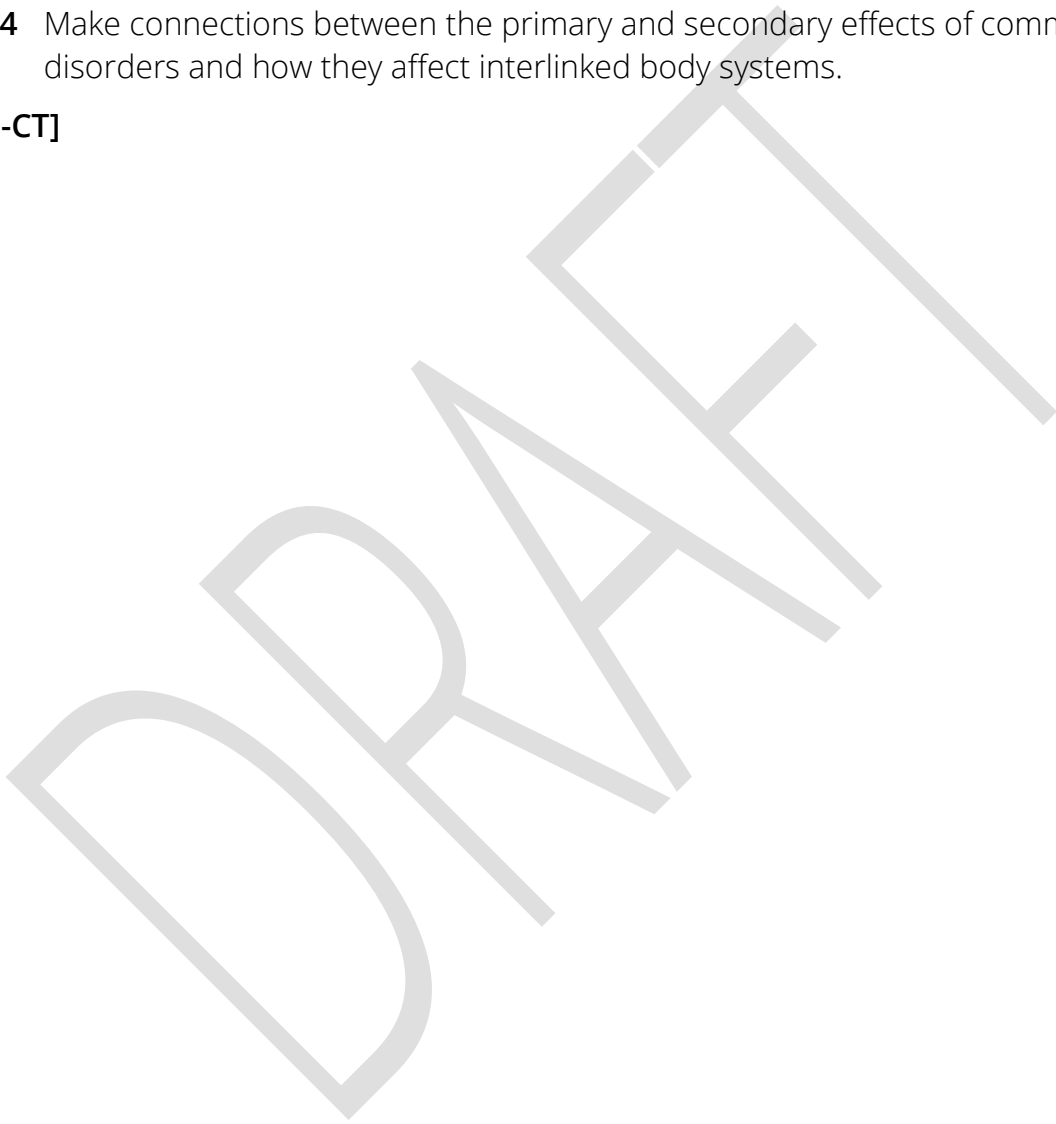 4 Make connections between the primary and secondary effects of
disorders and how they affect interlinked body systems.
-CT]
DRAFT